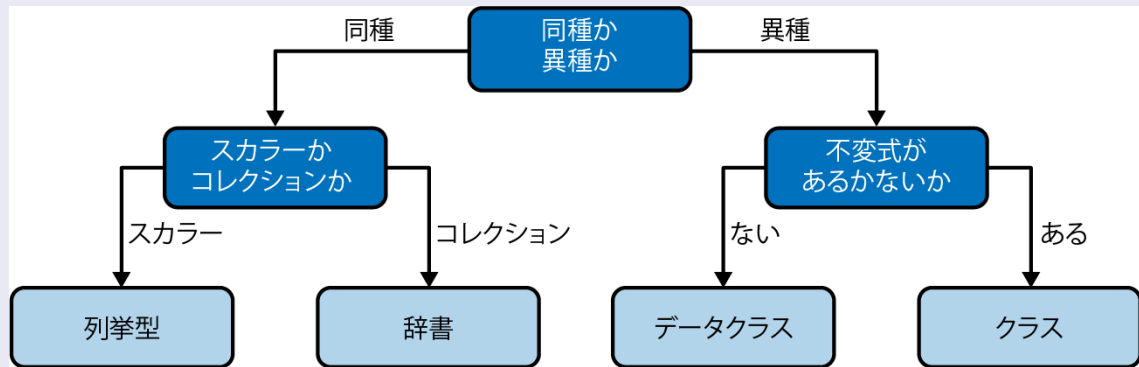 同種
同種か
異種か
異種
スカラーか
コレクションか
不変式が
あるかないか
スカラー
コレクション
ない
ある
列挙型
辞書
データクラス
クラス